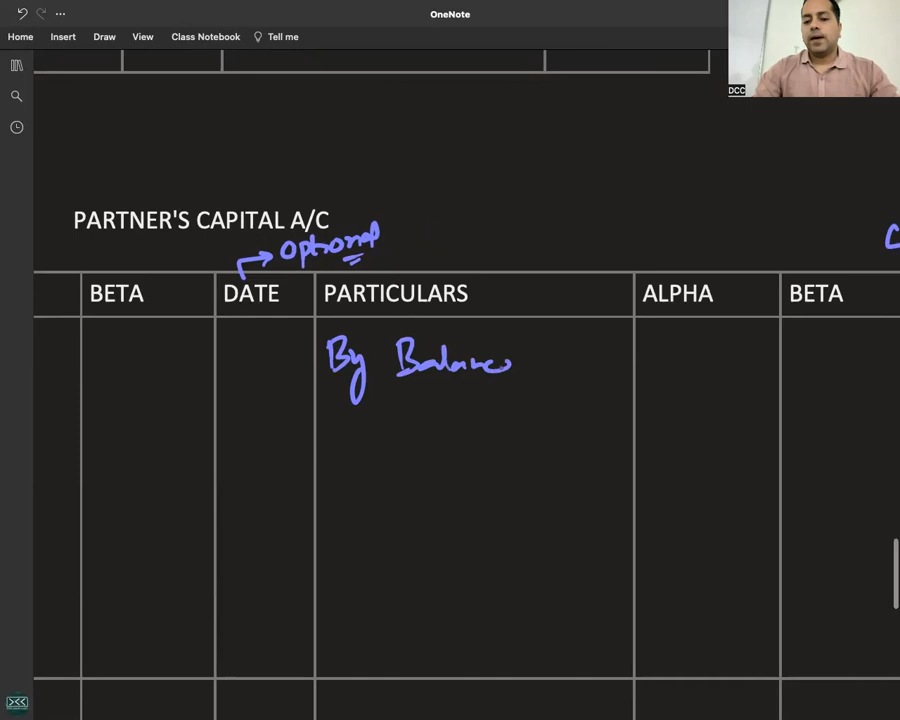 OneNote
Home Insert Draw View Class Notebook Tell me
DCC
PARTNER'S CAPITAL A/C
Optional
BETA DATE PARTICULARS ALPHA BETA
By Balance